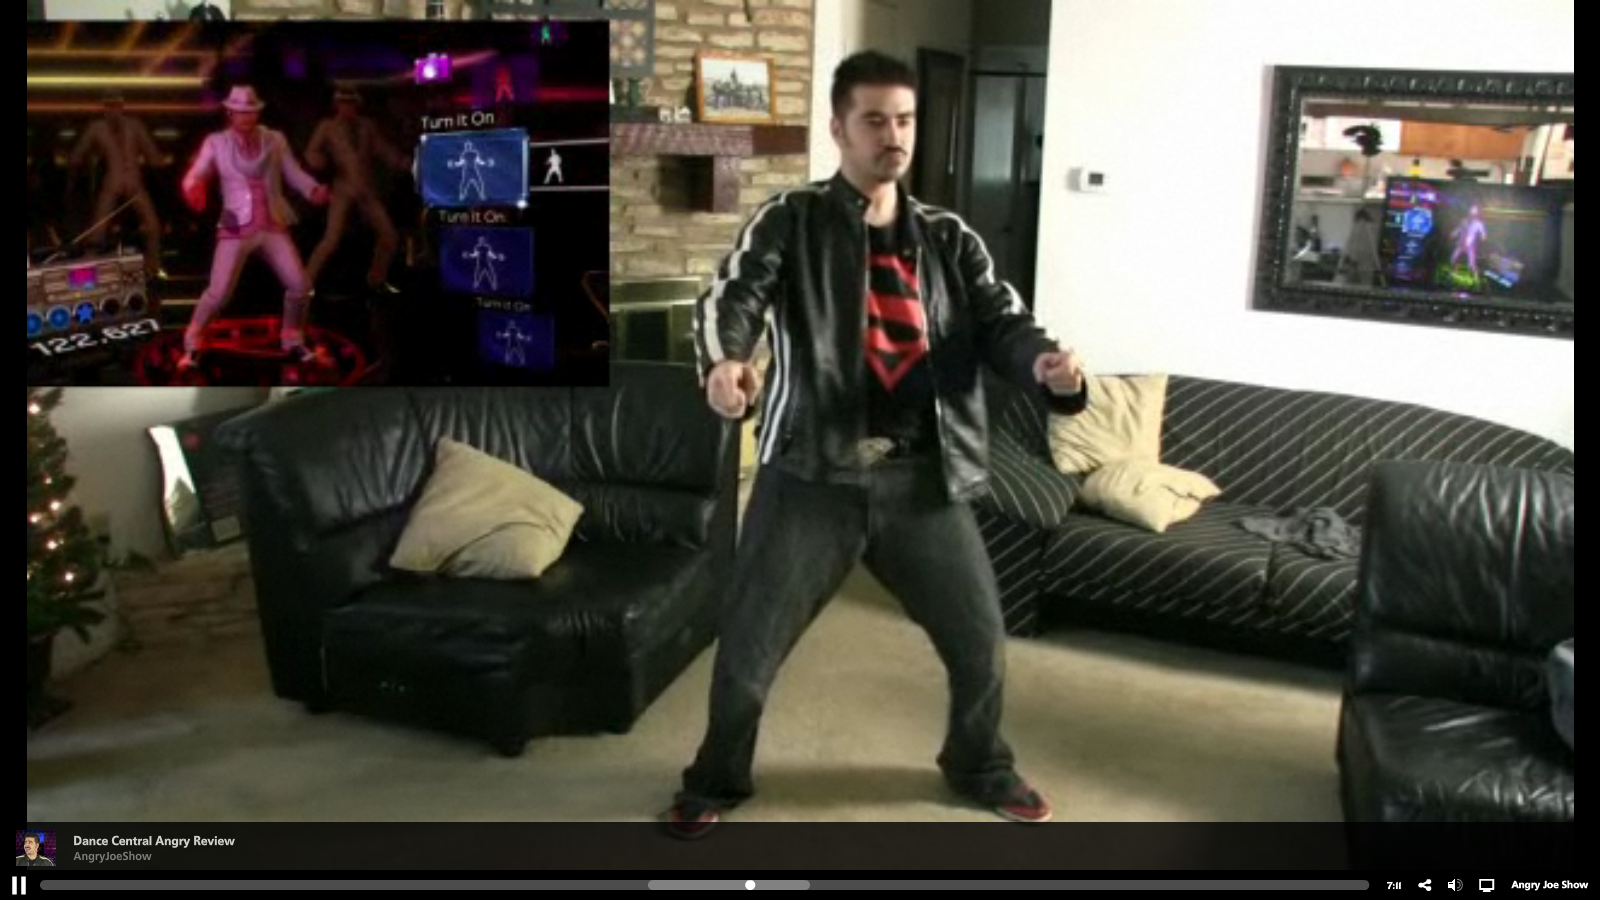 Turn It On
Turn It On
Turn It On
122,827
Dance Central Angry Review
AngryJoeShow
7:11
Angry Joe Show